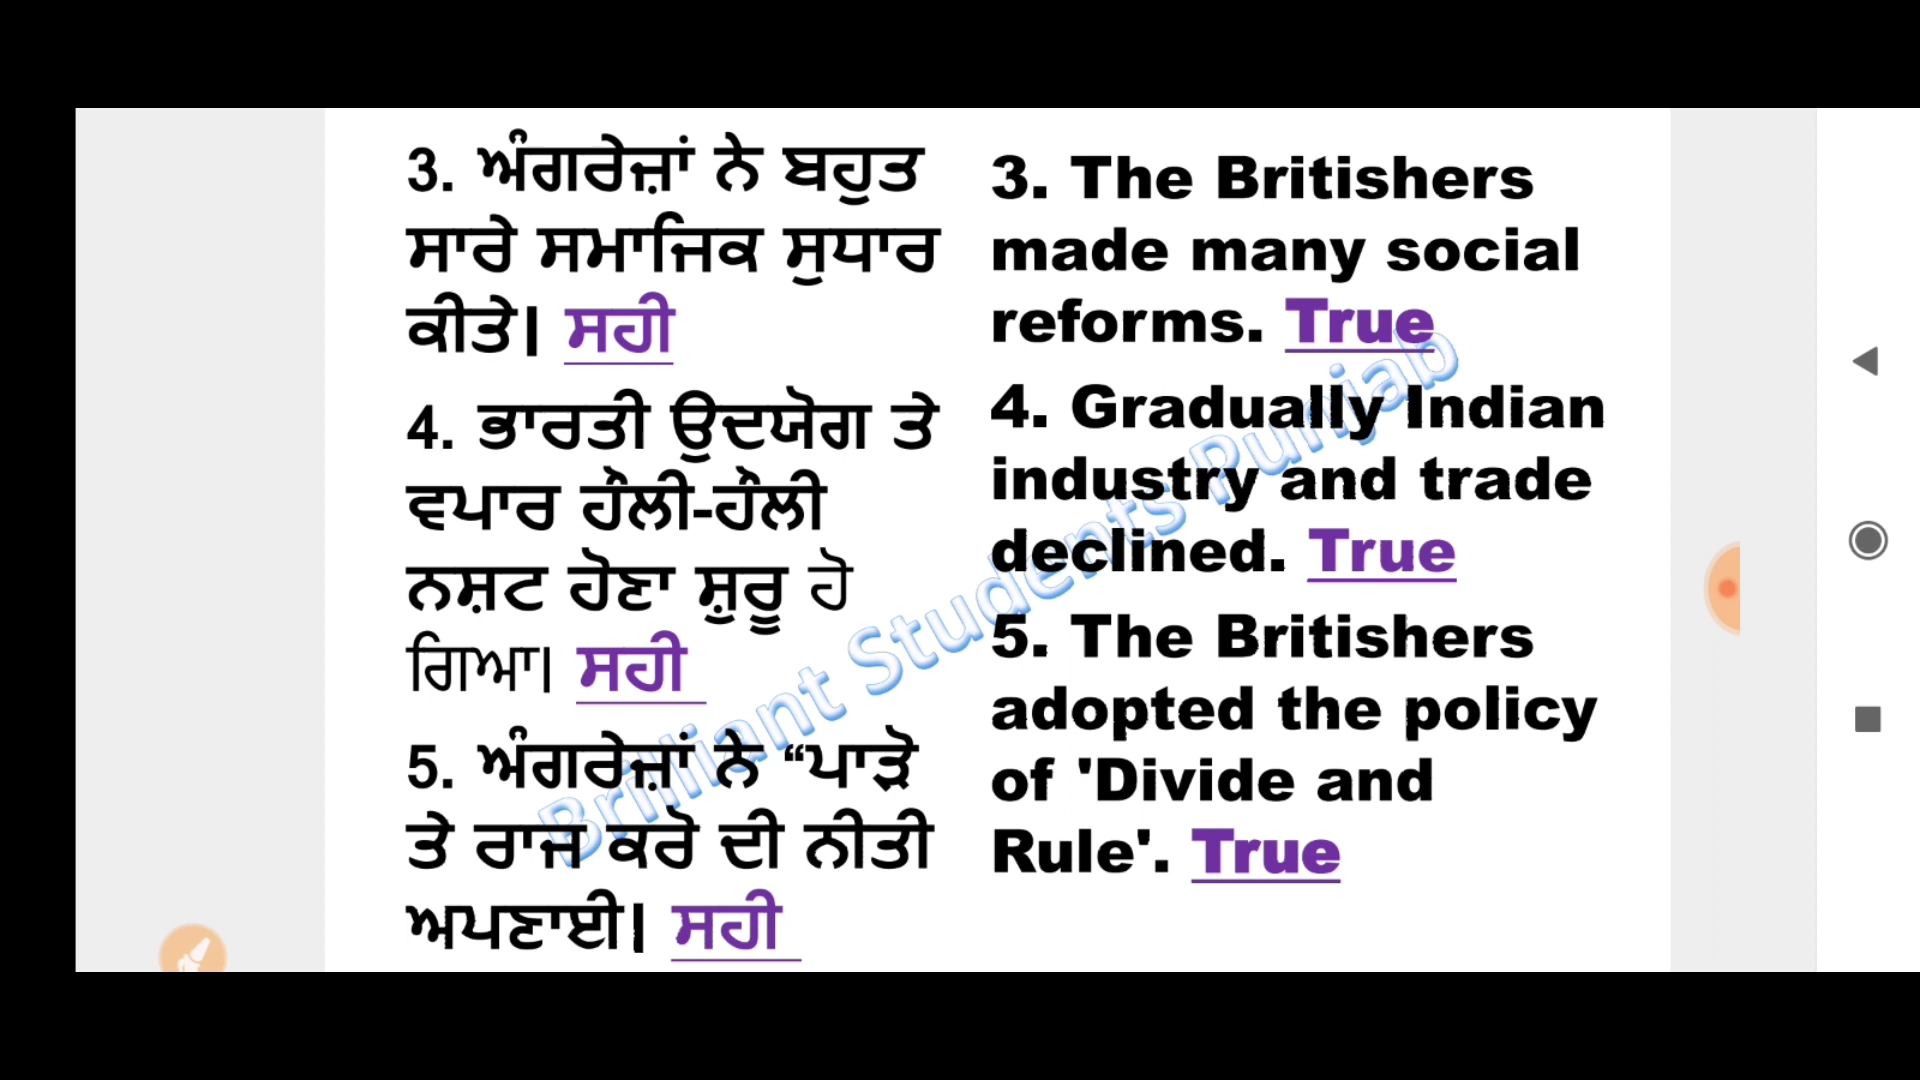 3. ਅੰਗਰੇਜ਼ਾਂ ਨੇ ਬਹੁਤ
ਸਾਰੇ ਸਮਾਜਿਕ ਸੁਧਾਰ
ਕੀਤੇ। ਸਹੀ
4. ਭਾਰਤੀ ਉਦਯੋਗ ਤੇ
ਵਪਾਰ ਹੌਲੀ-ਹੌਲੀ
ਨਸ਼ਟ ਹੋਣਾ ਸ਼ੁਰੂ ਹੋ
ਗਿਆ। ਸਹੀ
5. ਅੰਗਰੇਜ਼ਾਂ ਨੇ “ਪਾੜੋ
ਤੇ ਰਾਜ ਕਰੋ ਦੀ ਨੀਤੀ
ਅਪਣਾਈ। ਸਹੀ
3. The Britishers
made many social
reforms. True
4. Gradually Indian
industry and trade
declined. True
5. The Britishers
adopted the policy
of 'Divide and
Rule'. True
Brilliant Students Punjab